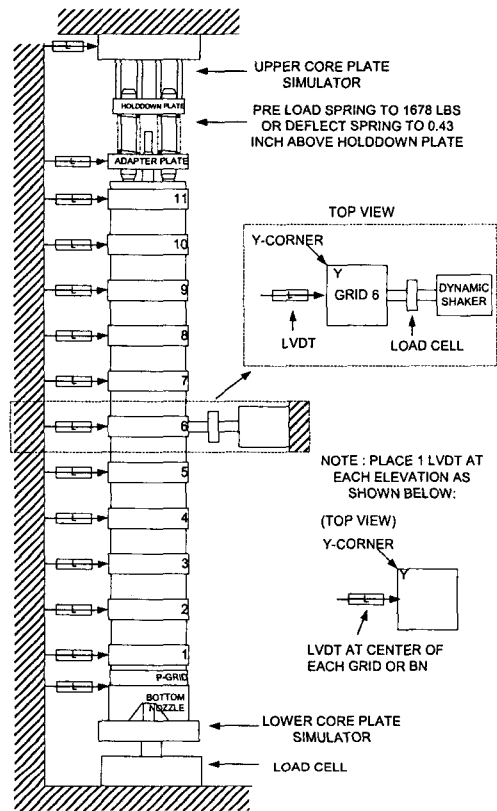 UPPER CORE PLATE
SIMULATOR
HOLDDOWN PLATE
PRE LOAD SPRING TO 1678 LBS
OR DEFLECT SPRING TO 0.43
INCH ABOVE HOLDDOWN PLATE
L
L
ADAPTER PLATE
L
11
L
10
L
9
L
8
L
7
L
6
L
5
L
4
L
3
L
2
L
1
P-GRID
L
BOTTOM
NOZZLE
TOP VIEW
Y-CORNER
Y
GRID 6
L
LVDT
DYNAMIC
SHAKER
LOAD CELL
NOTE : PLACE 1 LVDT AT
EACH ELEVATION AS
SHOWN BELOW:
(TOP VIEW)
Y-CORNER
Y
L
LVDT AT CENTER OF
EACH GRID OR BN
LOWER CORE PLATE
SIMULATOR
LOAD CELL